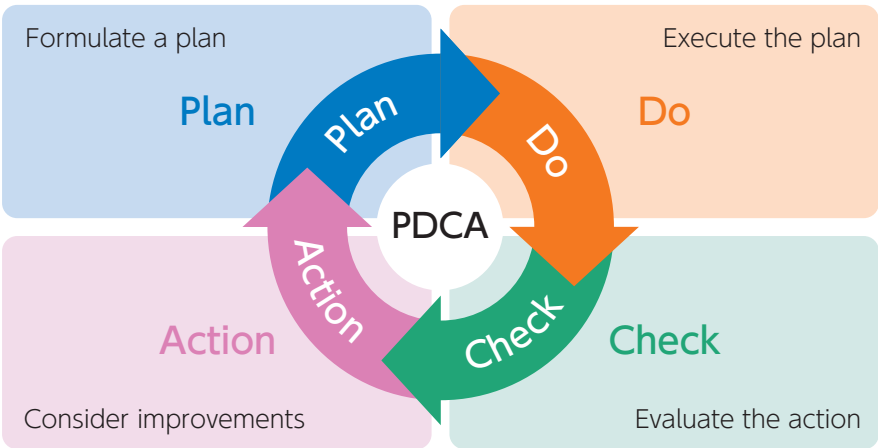 Formulate a plan
Execute the plan
Plan
Do
Plan
Do
PDCA
Action
Check
Action
Check
Consider improvements
Evaluate the action